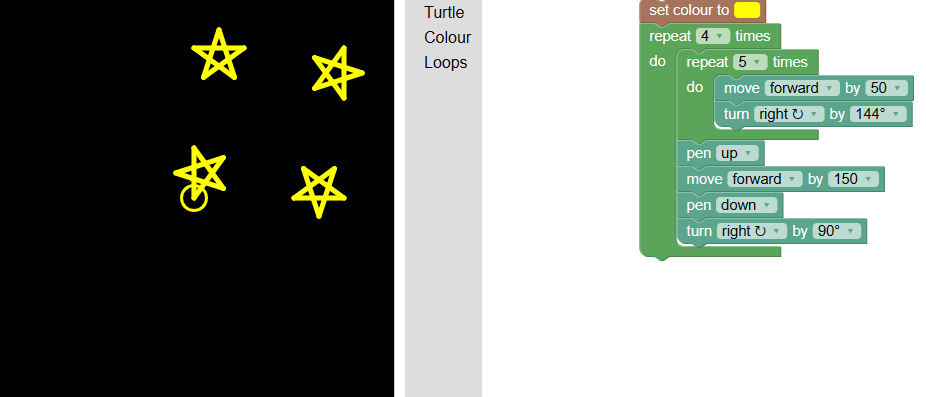 Turtle
Colour
Loops
set colour to
repeat 4 ▾ times
do repeat 5 ▾ times
do move forward ▾ by 50 ▾
turn right ↻ ▾ by 144° ▾
pen up ▾
move forward ▾ by 150 ▾
pen down ▾
turn right ↻ ▾ by 90° ▾